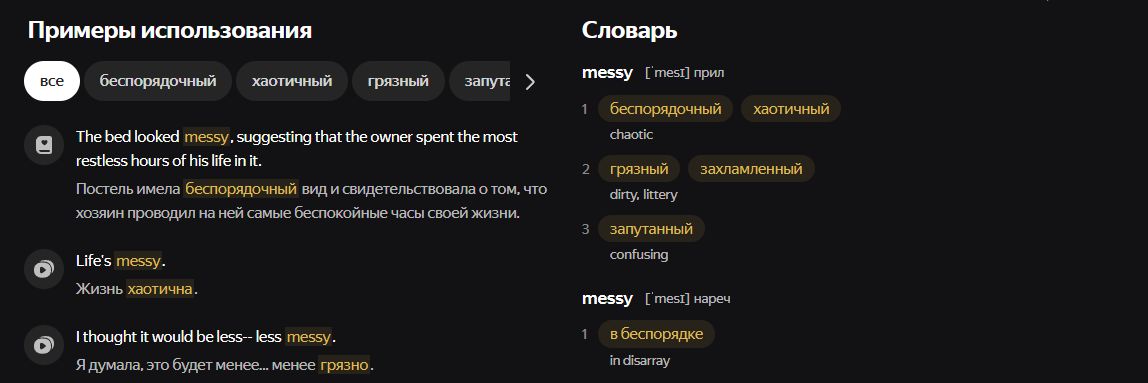 Примеры использования
все беспорядочный хаотичный грязный
The bed looked messy, suggesting that the owner spent the most
restless hours of his life in it.
Постель имела беспорядочный вид и свидетельствовала о том, что
хозяин проводил на ней самые беспокойные часы своей жизни.
Life's messy.
Жизнь хаотична.
I thought it would be less-- less messy.
Я думала, это будет менее... менее грязно.
Словарь
messy [ˈmesɪ] прил
1 беспорядочный хаотичный
chaotic
2 грязный захламленный
dirty, littery
3 запутанный
confusing
messy [ˈmesɪ] нареч
1 в беспорядке
in disarray